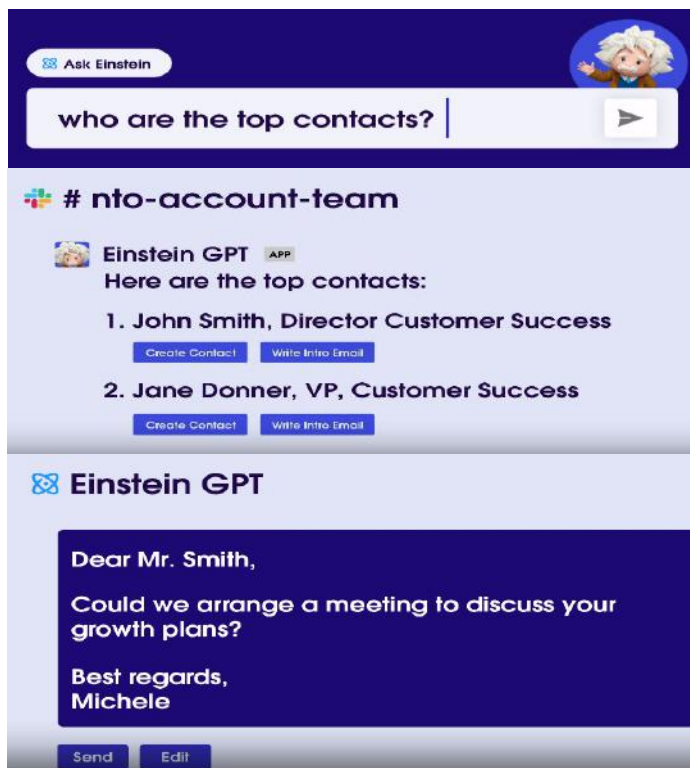 Ask Einstein
who are the top contacts?
# nto-account-team
Einstein GPT APP
Here are the top contacts:
1. John Smith, Director Customer Success
Create Contact Write Intro Email
2. Jane Donner, VP, Customer Success
Create Contact Write Intro Email
Einstein GPT
Dear Mr. Smith,
Could we arrange a meeting to discuss your
growth plans?
Best regards,
Michele
Send Edit